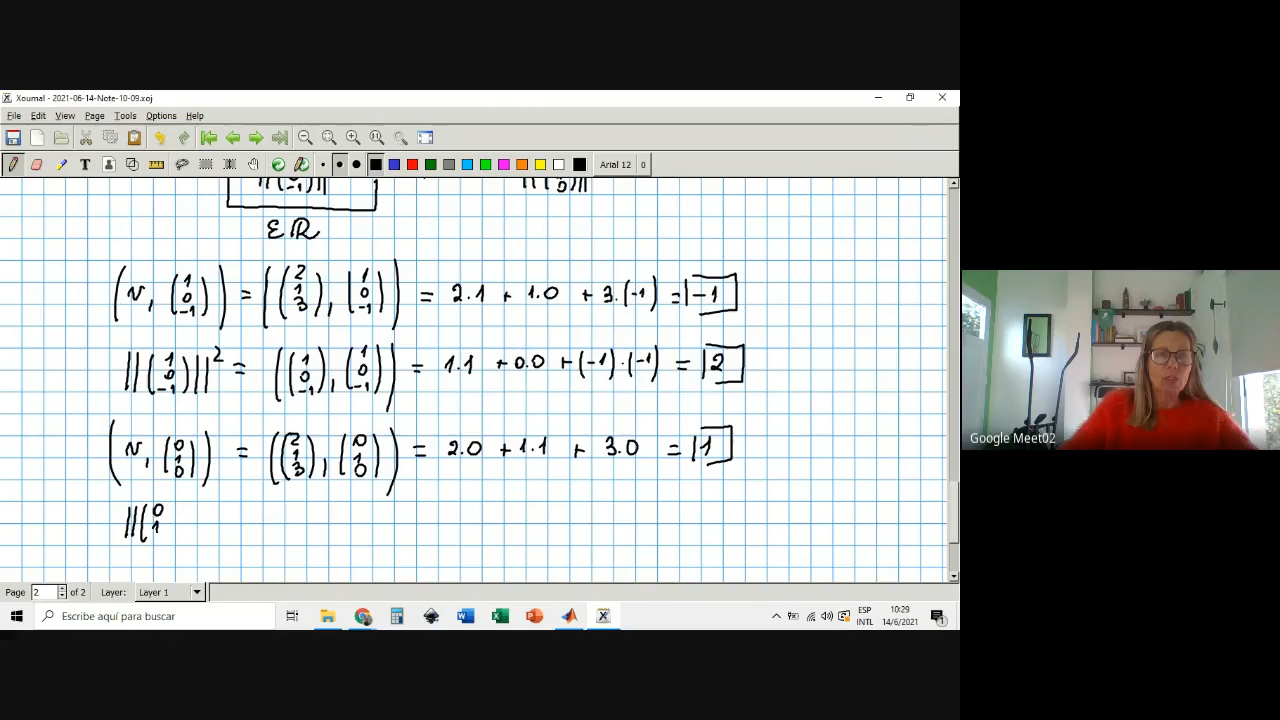 Xournal - 2021-06-14-Note-10-09.xoj
File Edit View Page Tools Options Help
Arial 12 0
∈ ℝ
(v, (1 0 -1)) = ((2 1 3), (1 0 -1)) = 2.1 + 1.0 + 3.(-1) = -1
||(1 0 -1)||² = ((1 0 -1), (1 0 -1)) = 1.1 + 0.0 + (-1).(-1) = 2
(v, (0 1 0)) = ((2 1 3), (0 1 0)) = 2.0 + 1.1 + 3.0 = 1
||(0 1
Google Meet02
Page 2 of 2 Layer: Layer 1
Escribe aquí para buscar
ESP 10:29
INTL 14/6/2021